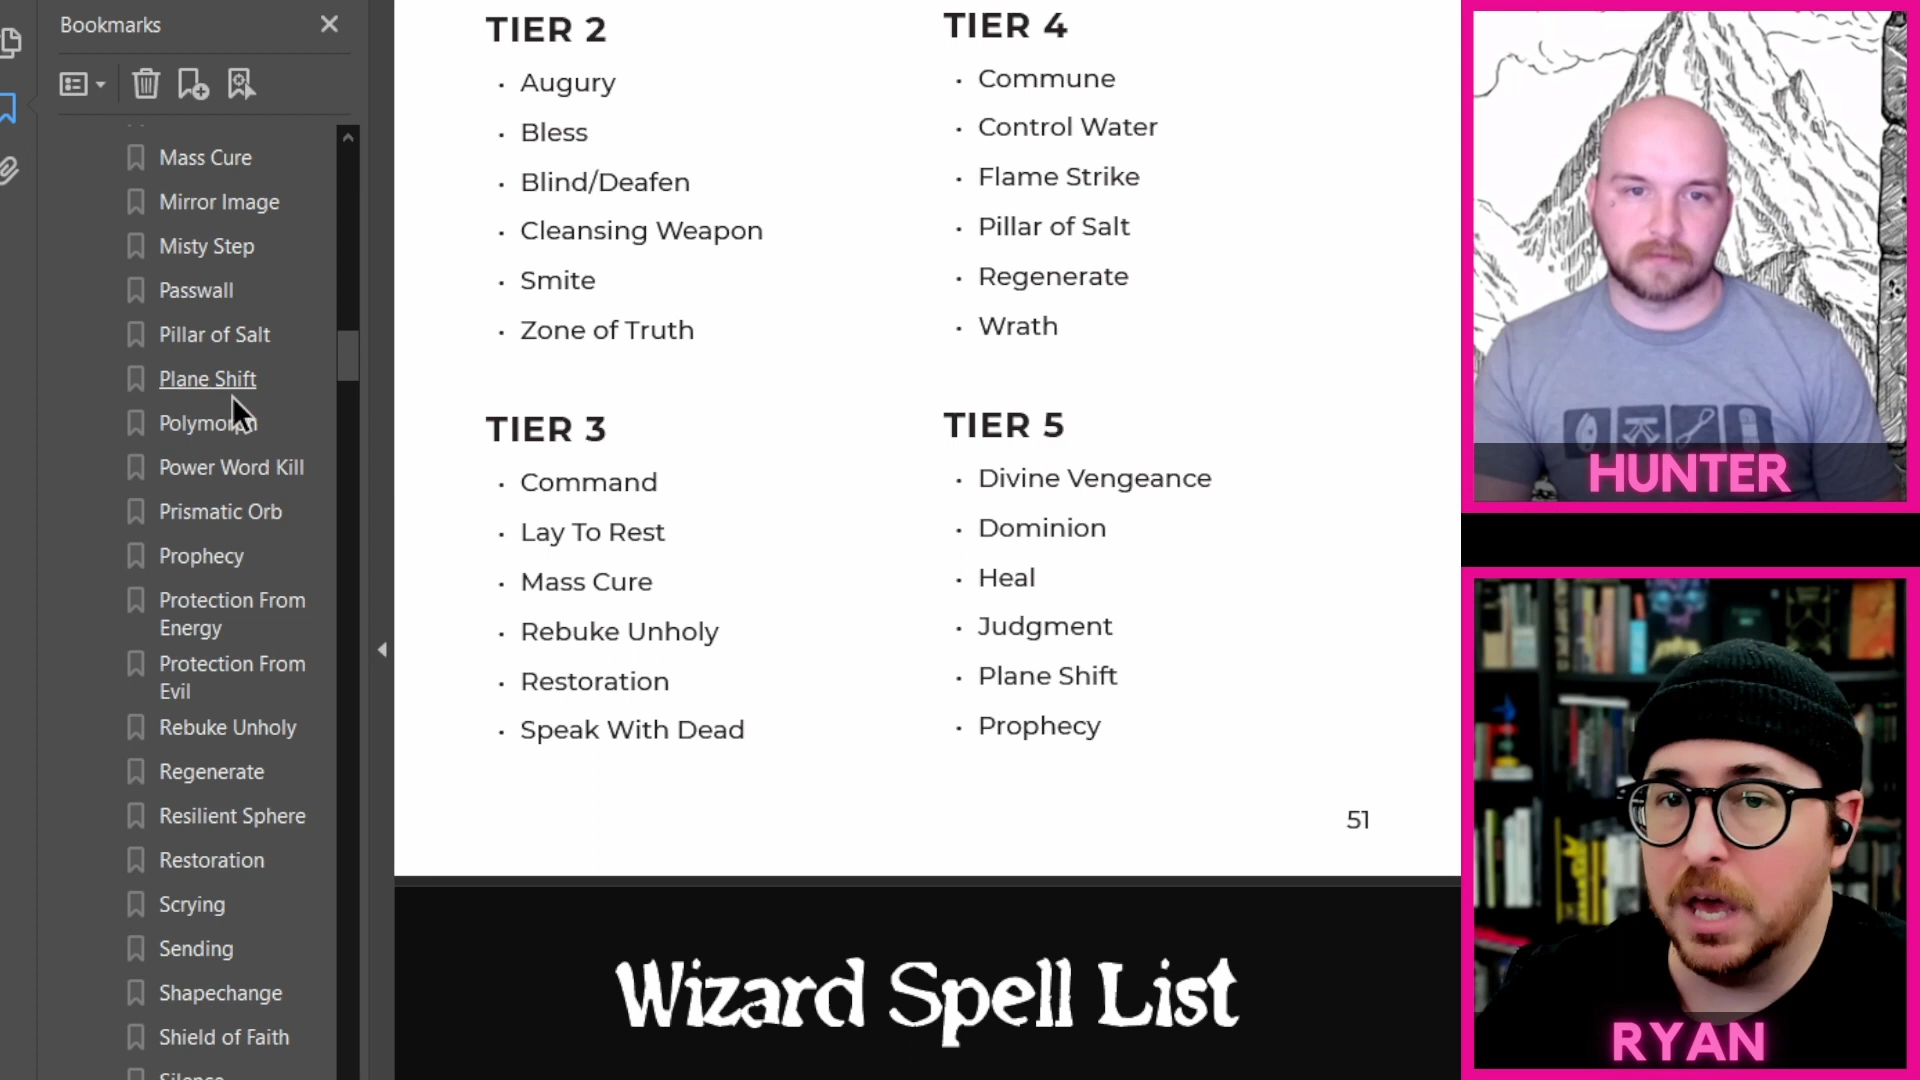 Bookmarks
Mass Cure
Mirror Image
Misty Step
Passwall
Pillar of Salt
Plane Shift
Polymorph
Power Word Kill
Prismatic Orb
Prophecy
Protection From
Energy
Protection From
Evil
Rebuke Unholy
Regenerate
Resilient Sphere
Restoration
Scrying
Sending
Shapechange
Shield of Faith
Silence
TIER 2
• Augury
• Bless
• Blind/Deafen
• Cleansing Weapon
• Smite
• Zone of Truth
TIER 3
• Command
• Lay To Rest
• Mass Cure
• Rebuke Unholy
• Restoration
• Speak With Dead
TIER 4
• Commune
• Control Water
• Flame Strike
• Pillar of Salt
• Regenerate
• Wrath
TIER 5
• Divine Vengeance
• Dominion
• Heal
• Judgment
• Plane Shift
• Prophecy
51
Wizard Spell List
HUNTER
RYAN